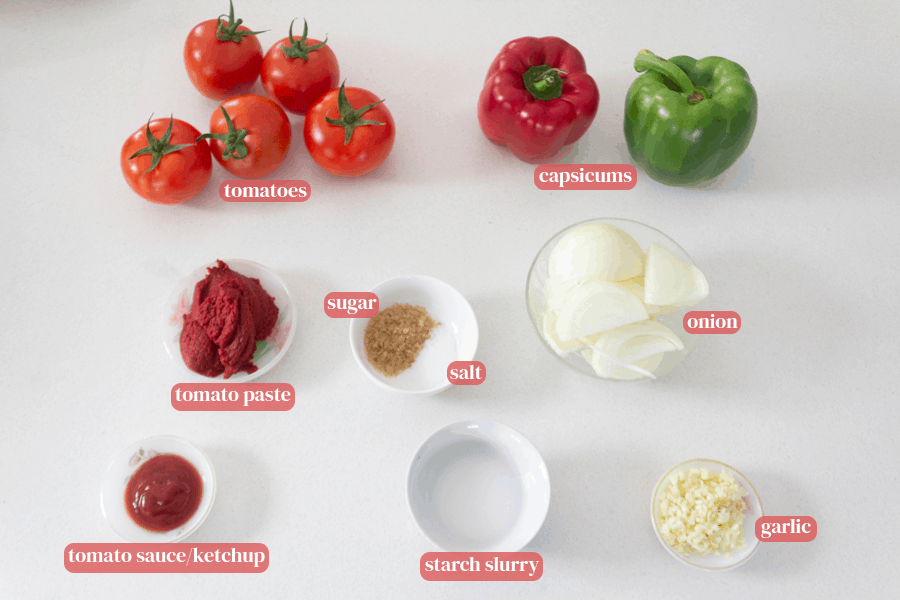 tomatoes
capsicums
sugar
onion
salt
tomato paste
tomato sauce/ketchup
starch slurry
garlic